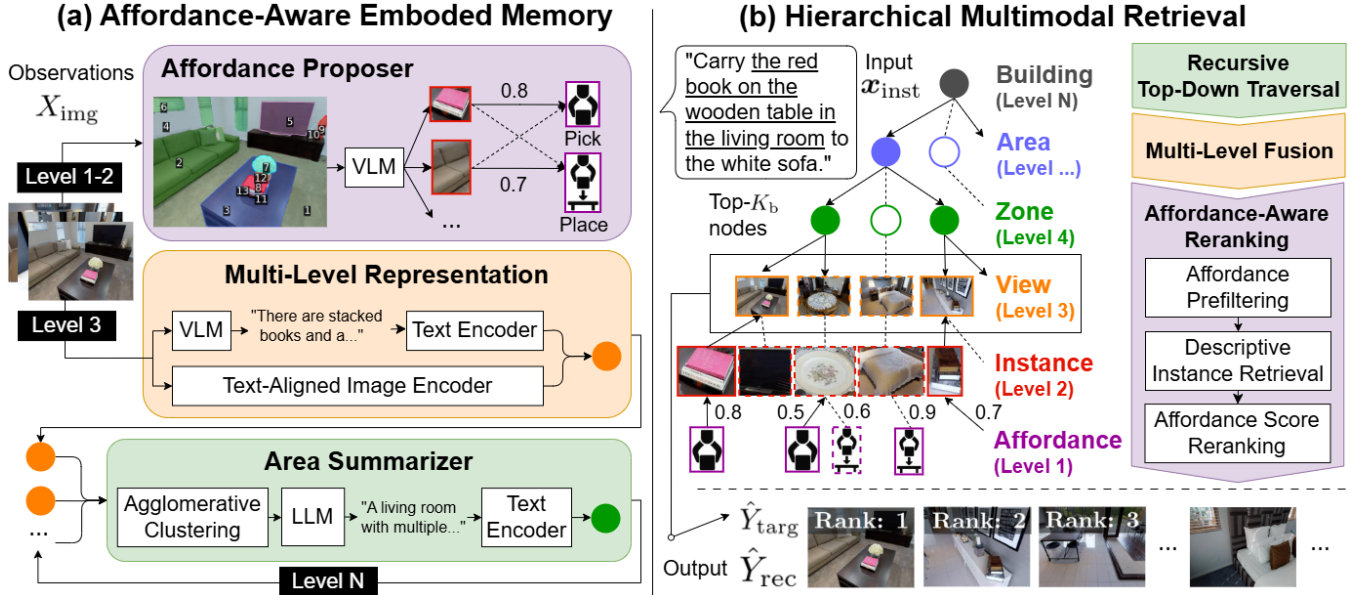 (a) Affordance-Aware Emboded Memory
Observations
X_img
Level 1-2
Level 3
Affordance Proposer
6
4
2
5
9
10
7
12
8
13
11
3
1
VLM
0.8
0.7
Pick
Place
...
Multi-Level Representation
VLM
"There are stacked
books and a..."
Text Encoder
Text-Aligned Image Encoder
...
Area Summarizer
Agglomerative
Clustering
LLM
"A living room
with multiple..."
Text
Encoder
Level N
(b) Hierarchical Multimodal Retrieval
"Carry the red
book on the
wooden table in
the living room to
the white sofa."
Input
x_inst
Building
(Level N)
Area
(Level ...)
Top-K_b
nodes
Zone
(Level 4)
View
(Level 3)
Instance
(Level 2)
0.8
0.5
0.6
0.9
0.7
Affordance
(Level 1)
Recursive
Top-Down Traversal
Multi-Level Fusion
Affordance-Aware
Reranking
Affordance
Prefiltering
Descriptive
Instance Retrieval
Affordance Score
Reranking
Output
Ŷ_targ
Ŷ_rec
Rank: 1
Rank: 2
Rank: 3
...
...